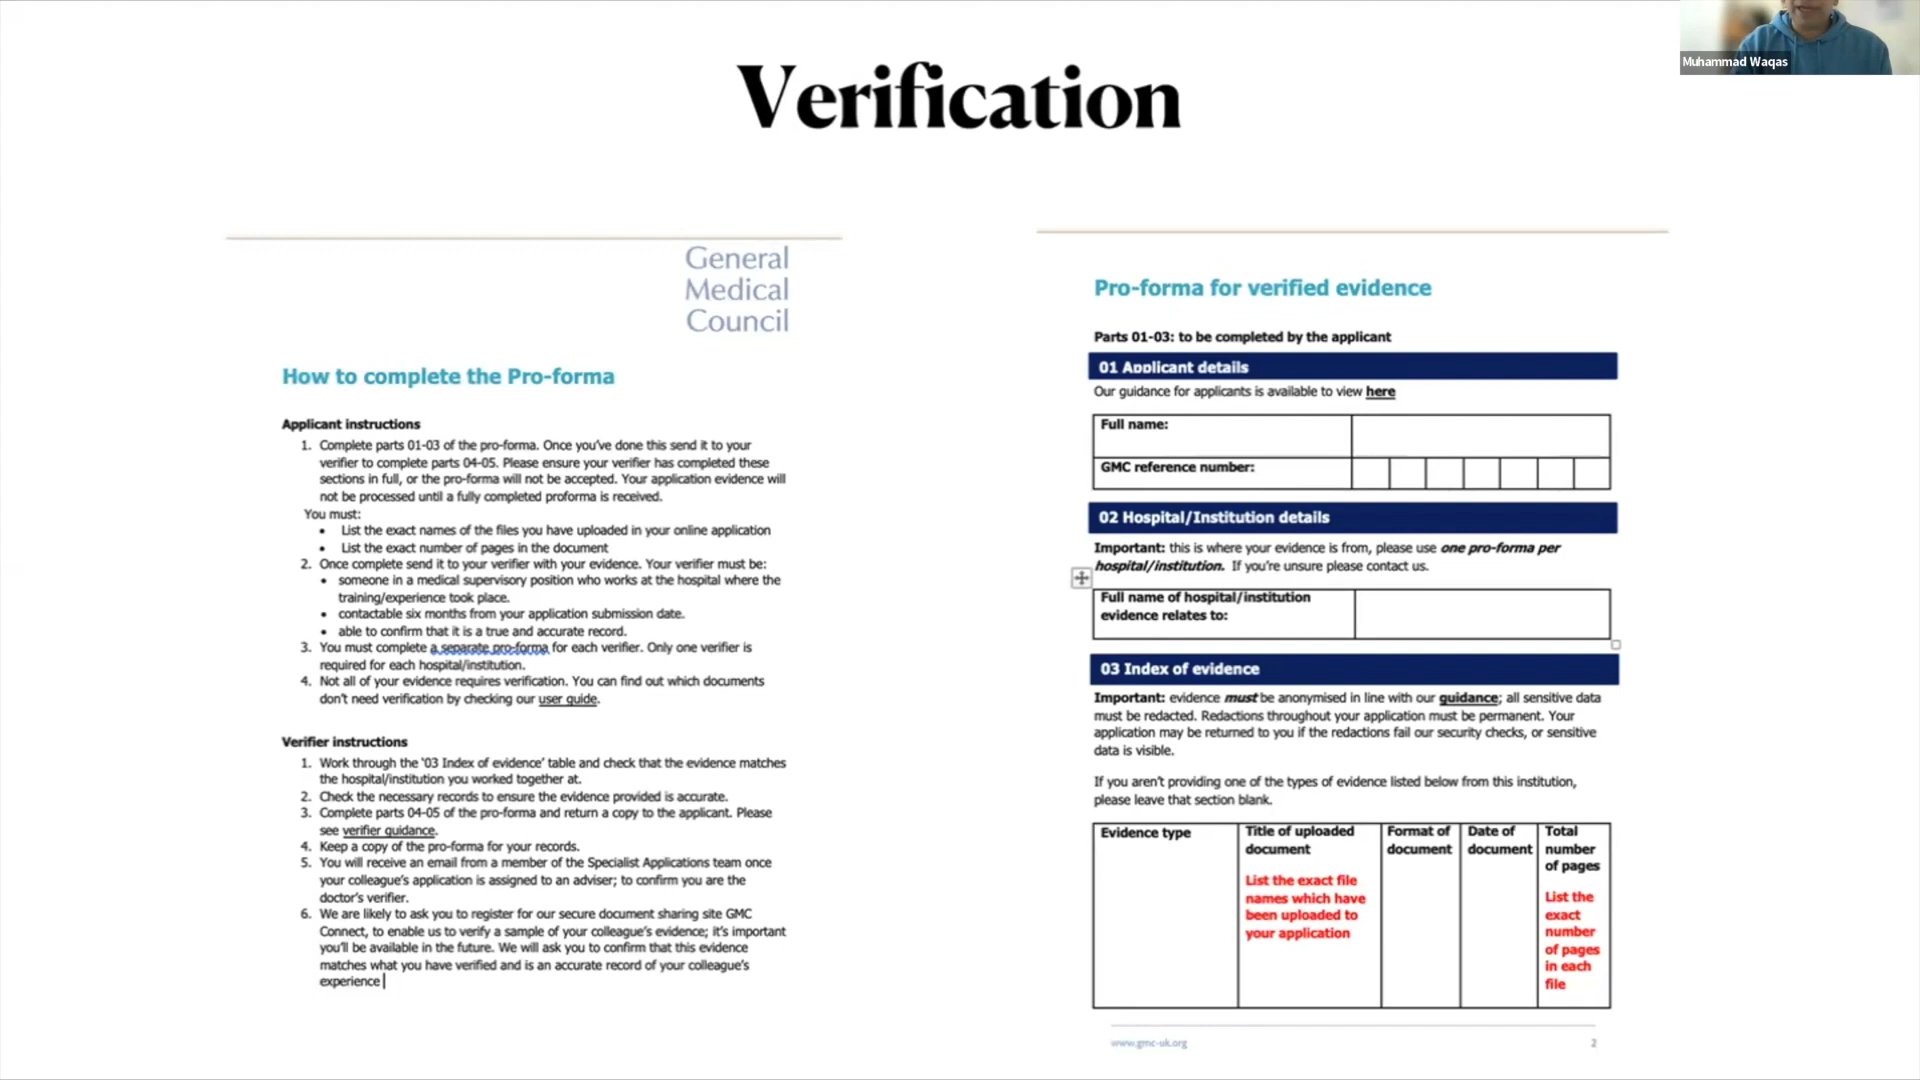 Muhammad Waqas
Verification
General
Medical
Council
How to complete the Pro-forma
Applicant instructions
1. Complete parts 01-03 of the pro-forma. Once you've done this send it to your
verifier to complete parts 04-05. Please ensure your verifier has completed these
sections in full, or the pro-forma will not be accepted. Your application evidence will
not be processed until a fully completed proforma is received.
You must:
• List the exact names of the files you have uploaded in your online application
• List the exact number of pages in the document
2. Once complete send it to your verifier with your evidence. Your verifier must be:
• someone in a medical supervisory position who works at the hospital where the
training/experience took place.
• contactable six months from your application submission date.
• able to confirm that it is a true and accurate record.
3. You must complete a separate pro-forma for each verifier. Only one verifier is
required for each hospital/institution.
4. Not all of your evidence requires verification. You can find out which documents
don't need verification by checking our user guide.
Verifier instructions
1. Work through the '03 Index of evidence' table and check that the evidence matches
the hospital/institution you worked together at.
2. Check the necessary records to ensure the evidence provided is accurate.
3. Complete parts 04-05 of the pro-forma and return a copy to the applicant. Please
see verifier guidance.
4. Keep a copy of the pro-forma for your records.
5. You will receive an email from a member of the Specialist Applications team once
your colleague's application is assigned to an adviser; to confirm you are the
doctor's verifier.
6. We are likely to ask you to register for our secure document sharing site GMC
Connect, to enable us to verify a sample of your colleague's evidence; it's important
you'll be available in the future. We will ask you to confirm that this evidence
matches what you have verified and is an accurate record of your colleague's
experience
Pro-forma for verified evidence
Parts 01-03: to be completed by the applicant
01 Applicant details
Our guidance for applicants is available to view here
Full name:
GMC reference number:
02 Hospital/Institution details
Important: this is where your evidence is from, please use one pro-forma per
hospital/institution. If you're unsure please contact us.
Full name of hospital/institution
evidence relates to:
03 Index of evidence
Important: evidence must be anonymised in line with our guidance; all sensitive data
must be redacted. Redactions throughout your application must be permanent. Your
application may be returned to you if the redactions fail our security checks, or sensitive
data is visible.
If you aren't providing one of the types of evidence listed below from this institution,
please leave that section blank.
Evidence type
Title of uploaded
document
List the exact file
names which have
been uploaded to
your application
Format of
document
Date of
document
Total
number
of pages
List the
exact
number
of pages
in each
file
www.gmc-uk.org
2